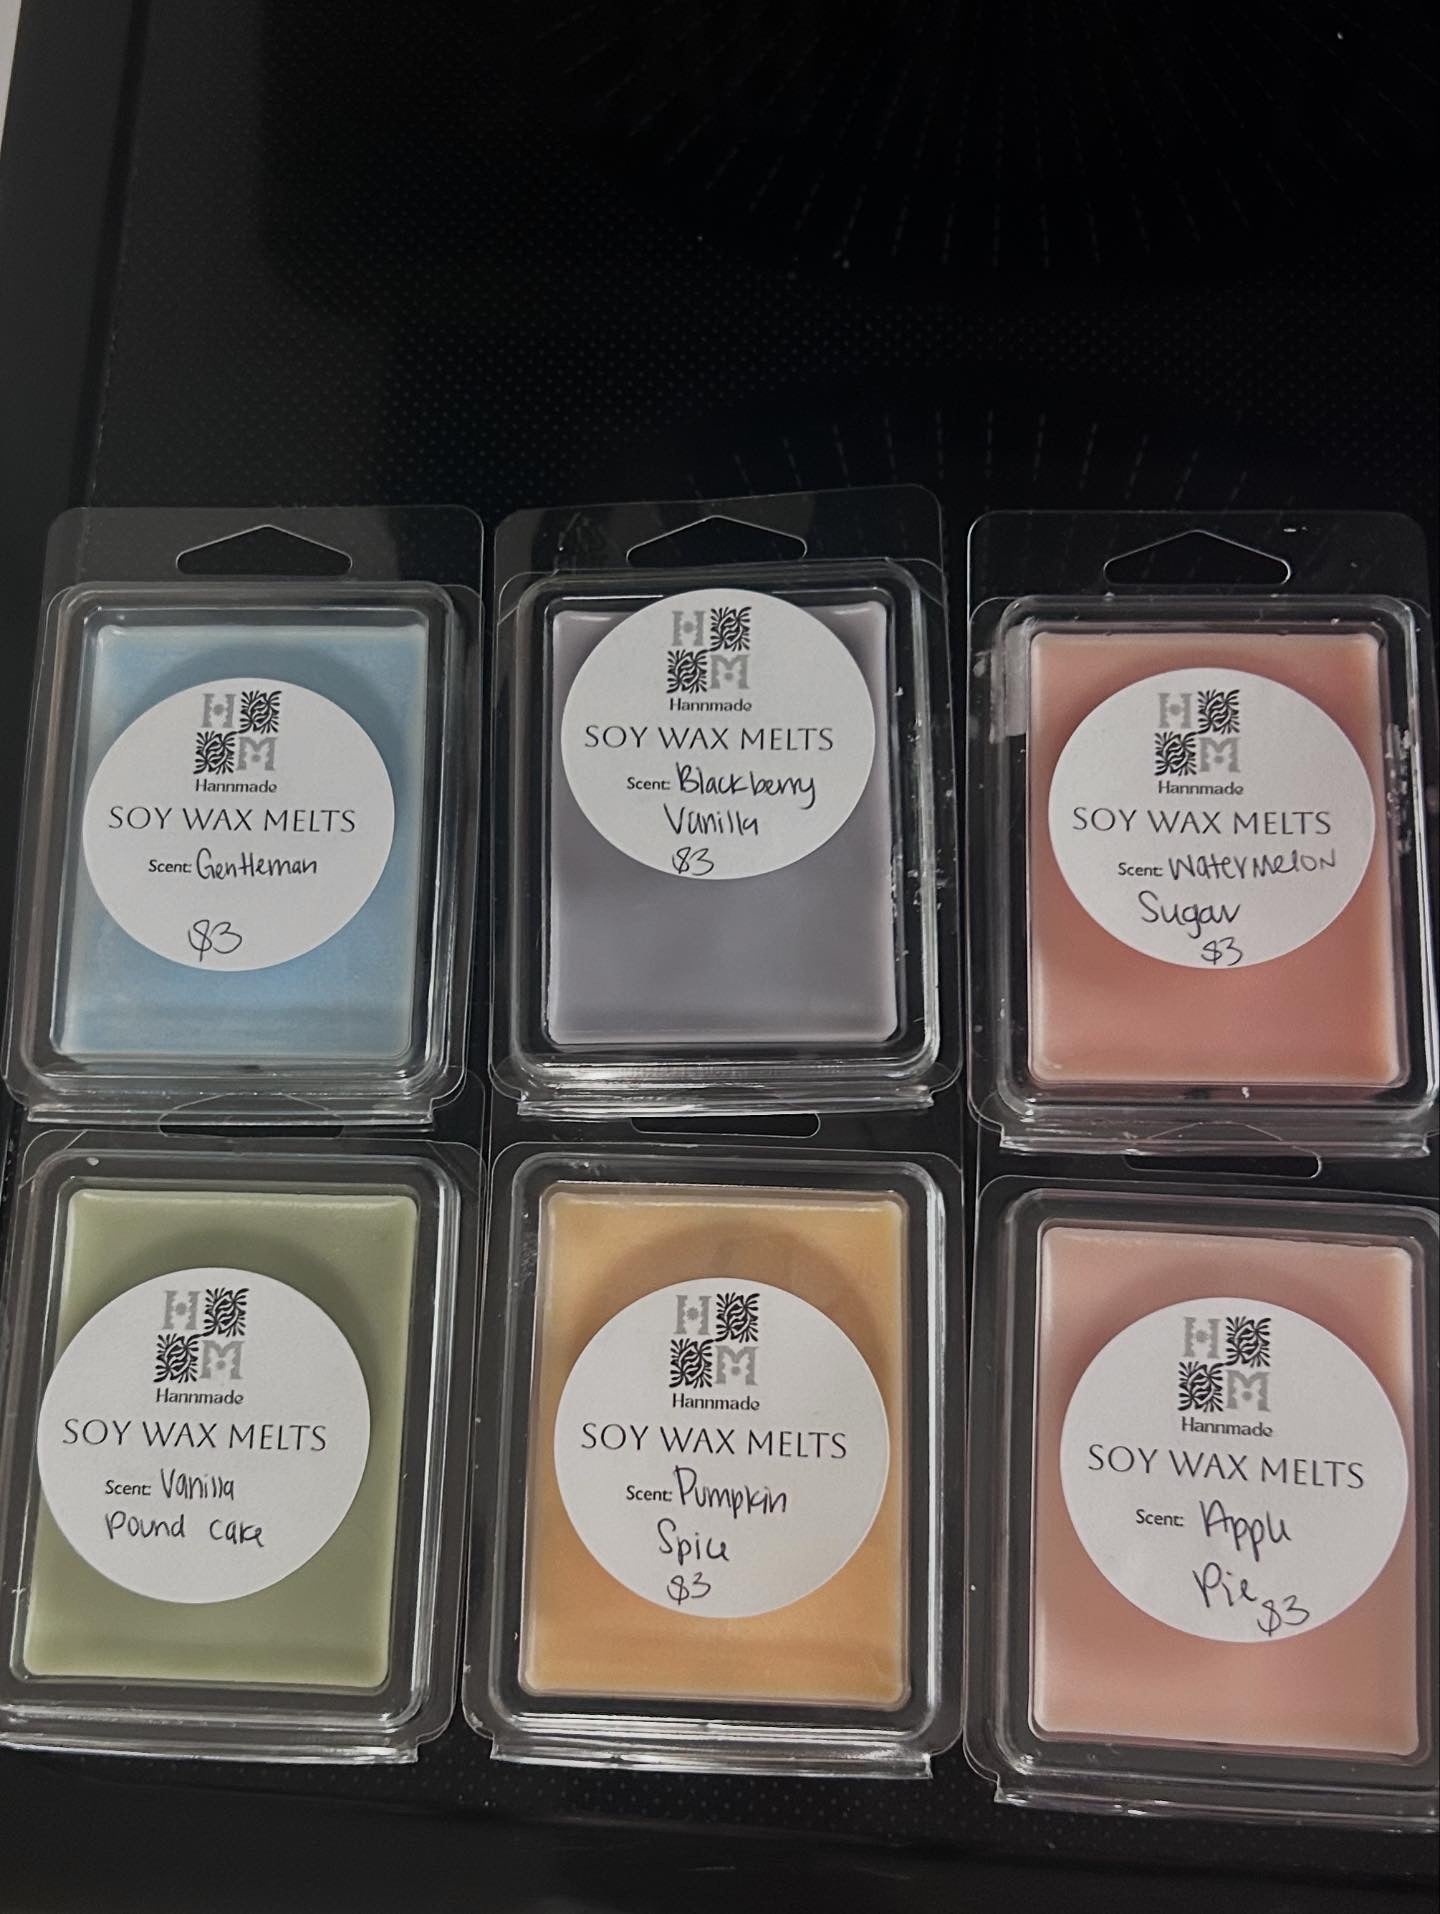 H
M
Hannmade
SOY WAX MELTS
Scent: Gentleman
$3
H
M
Hannmade
SOY WAX MELTS
Scent: Blackberry
Vanilla
$3
H
M
Hannmade
SOY WAX MELTS
Scent: Watermelon
Sugar
$3
H
M
Hannmade
SOY WAX MELTS
Scent: Vanilla
Pound cake
H
M
Hannmade
SOY WAX MELTS
Scent: Pumpkin
Spice
$3
H
M
Hannmade
SOY WAX MELTS
Scent: Apple
Pie $3